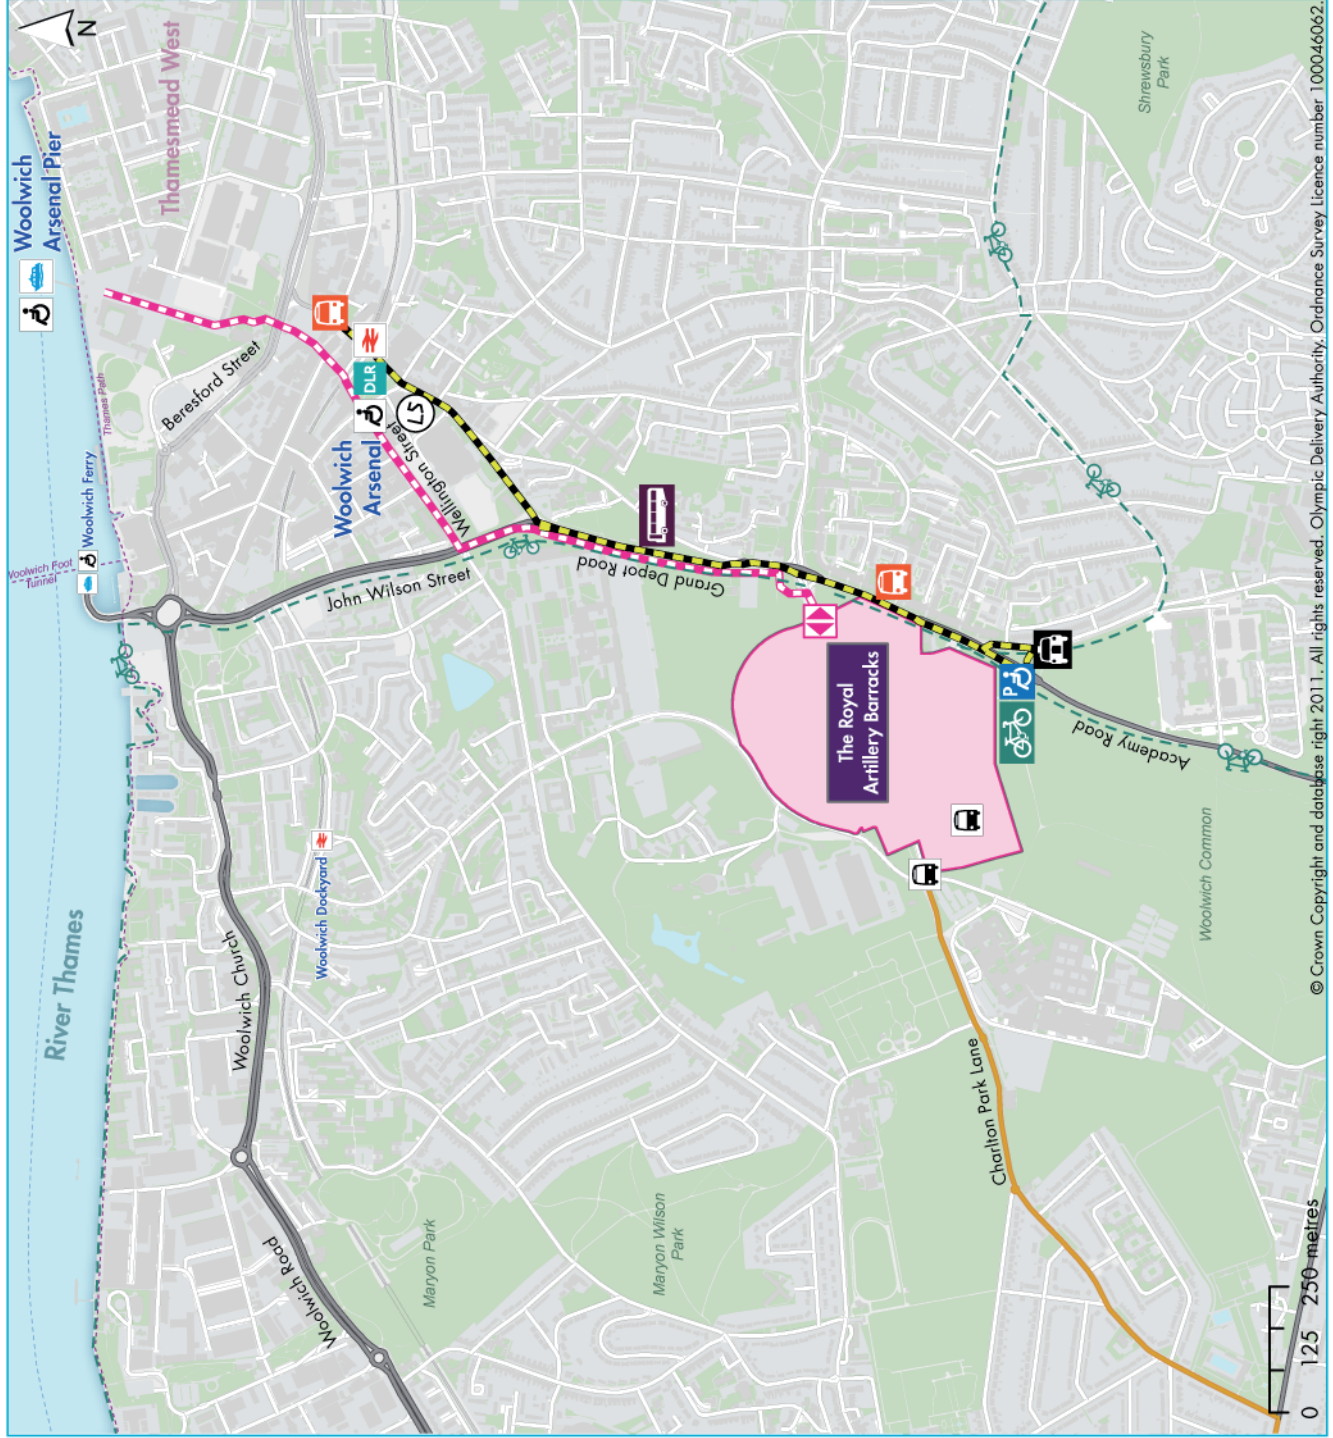 N
Thamesmead West
Woolwich
Arsenal Pier
Beresford Street
Thames Path
Woolwich Ferry
Woolwich Foot
Tunnel
DLR
LS
Woolwich
Arsenal
Wellington Street
John Wilson Street
Grand Depot Road
River Thames
Woolwich Church
Woolwich Dockyard
Woolwich Road
Maryon Park
Maryon Wilson
Park
The Royal
Artillery Barracks
P
Academy Road
Woolwich Common
Charlton Park Lane
Shrewsbury
Park
0 125 250 metres
© Crown Copyright and database right 2011. All rights reserved. Olympic Delivery Authority. Ordnance Survey Licence number 100046062.